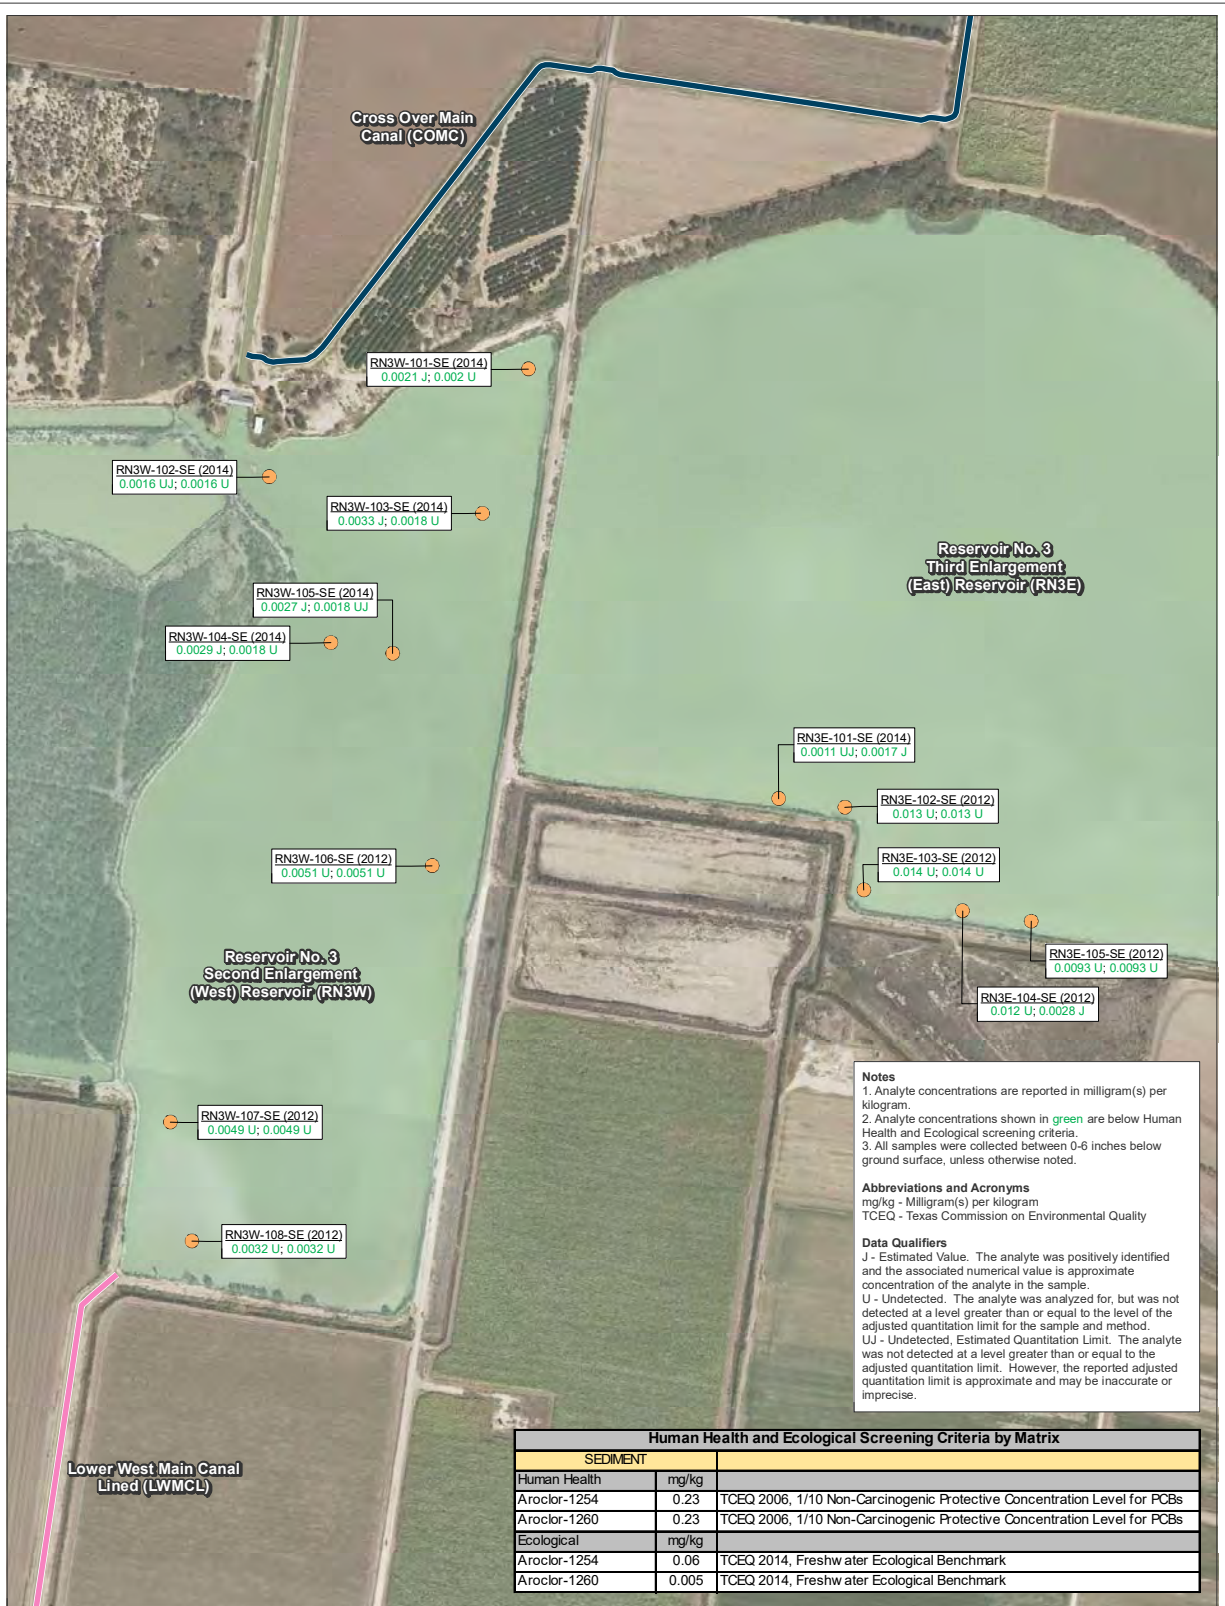 Cross Over Main
Canal (COMC)
RN3W-101-SE (2014)
0.0021 J; 0.002 U
RN3W-102-SE (2014)
0.0016 UJ; 0.0016 U
RN3W-103-SE (2014)
0.0033 J; 0.0018 U
Reservoir No. 3
Third Enlargement
(East) Reservoir (RN3E)
RN3W-105-SE (2014)
0.0027 J; 0.0018 UJ
RN3W-104-SE (2014)
0.0029 J; 0.0018 U
RN3E-101-SE (2014)
0.0011 UJ; 0.0017 J
RN3E-102-SE (2012)
0.013 U; 0.013 U
RN3W-106-SE (2012)
0.0051 U; 0.0051 U
RN3E-103-SE (2012)
0.014 U; 0.014 U
Reservoir No. 3
Second Enlargement
(West) Reservoir (RN3W)
RN3E-105-SE (2012)
0.0093 U; 0.0093 U
RN3E-104-SE (2012)
0.012 U; 0.0028 J
RN3W-107-SE (2012)
0.0049 U; 0.0049 U
RN3W-108-SE (2012)
0.0032 U; 0.0032 U
Notes
1. Analyte concentrations are reported in milligram(s) per
kilogram.
2. Analyte concentrations shown in green are below Human
Health and Ecological screening criteria.
3. All samples were collected between 0-6 inches below
ground surface, unless otherwise noted.
Abbreviations and Acronyms
mg/kg - Milligram(s) per kilogram
TCEQ - Texas Commission on Environmental Quality
Data Qualifiers
J - Estimated Value. The analyte was positively identified
and the associated numerical value is approximate
concentration of the analyte in the sample.
U - Undetected. The analyte was analyzed for, but was not
detected at a level greater than or equal to the level of the
adjusted quantitation limit for the sample and method.
UJ - Undetected, Estimated Quantitation Limit. The analyte
was not detected at a level greater than or equal to the
adjusted quantitation limit. However, the reported adjusted
quantitation limit is approximate and may be inaccurate or
imprecise.
Lower West Main Canal
Lined (LWMCL)
Human Health and Ecological Screening Criteria by Matrix
SEDIMENT
Human Health mg/kg
Aroclor-1254 0.23 TCEQ 2006, 1/10 Non-Carcinogenic Protective Concentration Level for PCBs
Aroclor-1260 0.23 TCEQ 2006, 1/10 Non-Carcinogenic Protective Concentration Level for PCBs
Ecological mg/kg
Aroclor-1254 0.06 TCEQ 2014, Freshwater Ecological Benchmark
Aroclor-1260 0.005 TCEQ 2014, Freshwater Ecological Benchmark